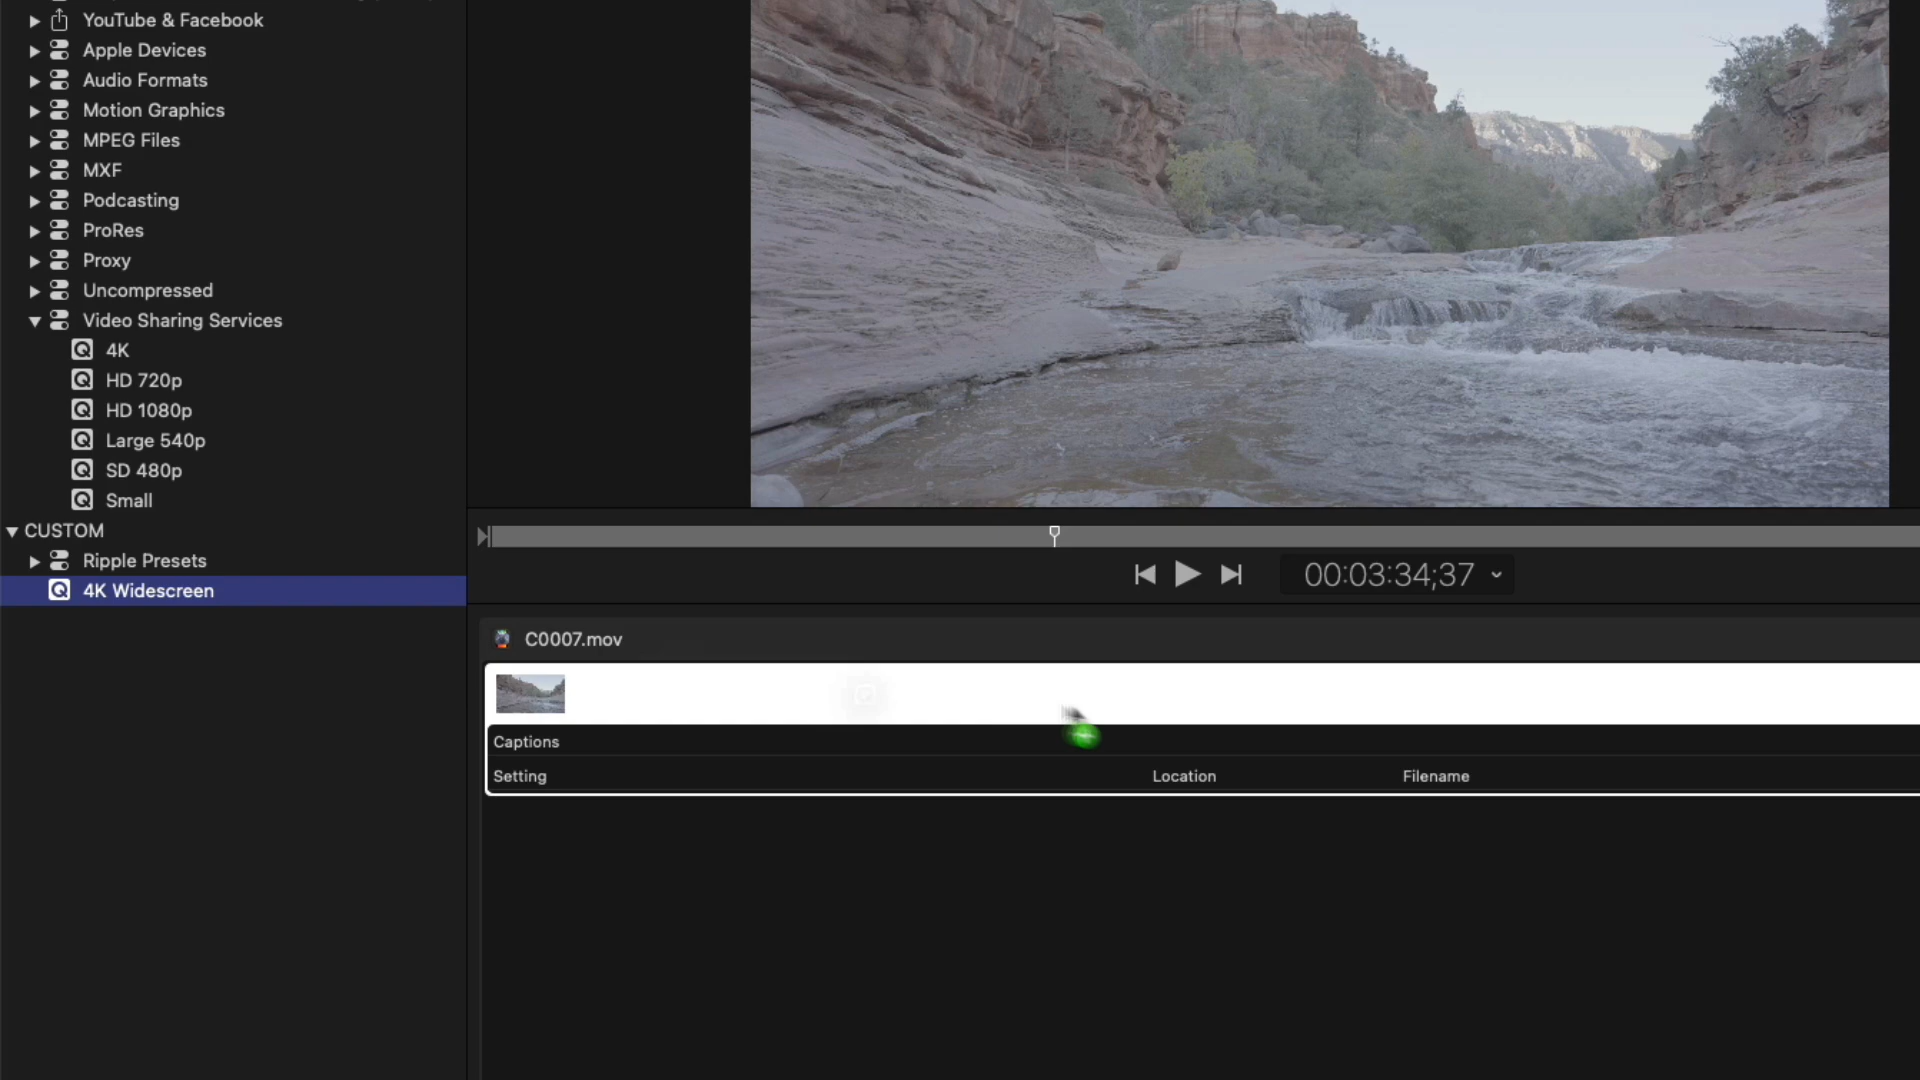 YouTube & Facebook
Apple Devices
Audio Formats
Motion Graphics
MPEG Files
MXF
Podcasting
ProRes
Proxy
Uncompressed
Video Sharing Services
4K
HD 720p
HD 1080p
Large 540p
SD 480p
Small
CUSTOM
Ripple Presets
4K Widescreen
00:03:34;37
C0007.mov
Captions
Setting Location Filename